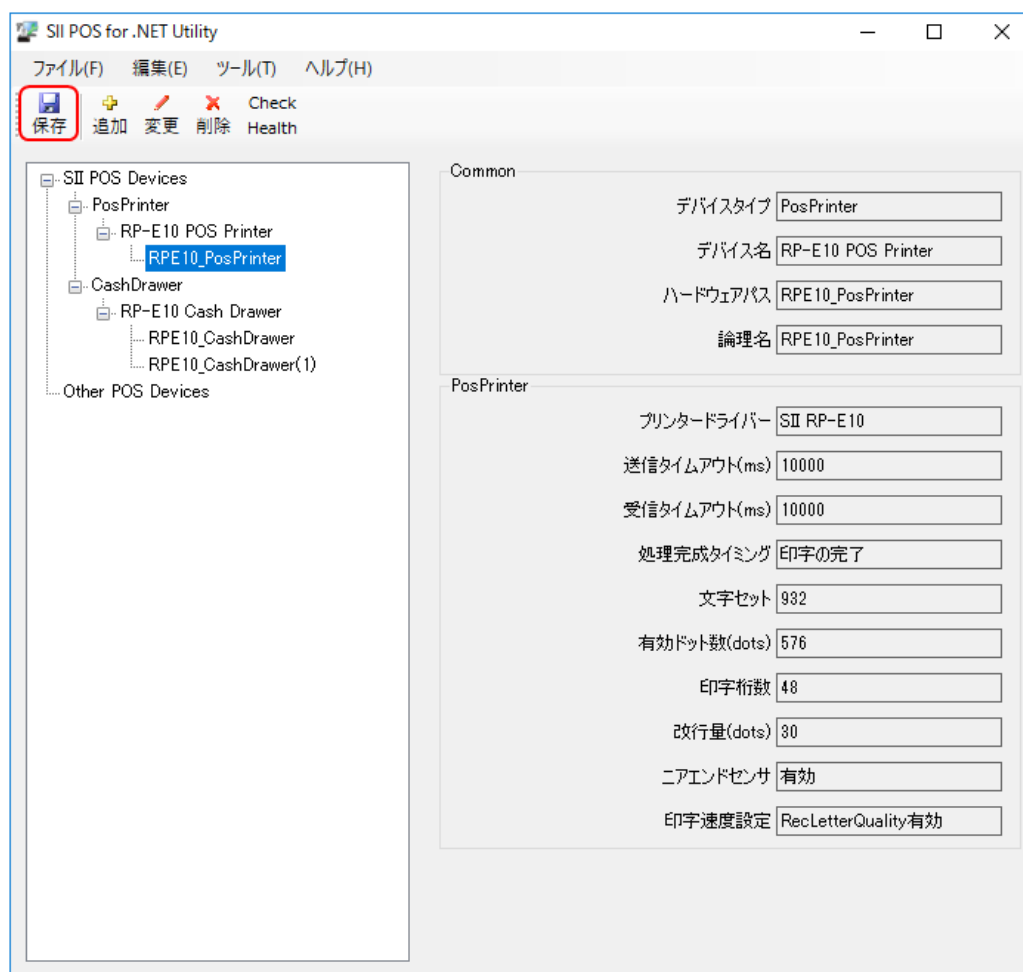 SII POS for .NET Utility
ファイル(F) 編集(E) ツール(T) ヘルプ(H)
保存 追加 変更 削除 Check Health
SII POS Devices
PosPrinter
RP-E10 POS Printer
RPE10_PosPrinter
CashDrawer
RP-E10 Cash Drawer
RPE10_CashDrawer
RPE10_CashDrawer(1)
Other POS Devices
Common
デバイスタイプ PosPrinter
デバイス名 RP-E10 POS Printer
ハードウェアパス RPE10_PosPrinter
論理名 RPE10_PosPrinter
PosPrinter
プリンタードライバー SII RP-E10
送信タイムアウト(ms) 10000
受信タイムアウト(ms) 10000
処理完成タイミング 印字の完了
文字セット 932
有効ドット数(dots) 576
印字桁数 48
改行量(dots) 30
ニアエンドセンサ 有効
印字速度設定 RecLetterQuality有効